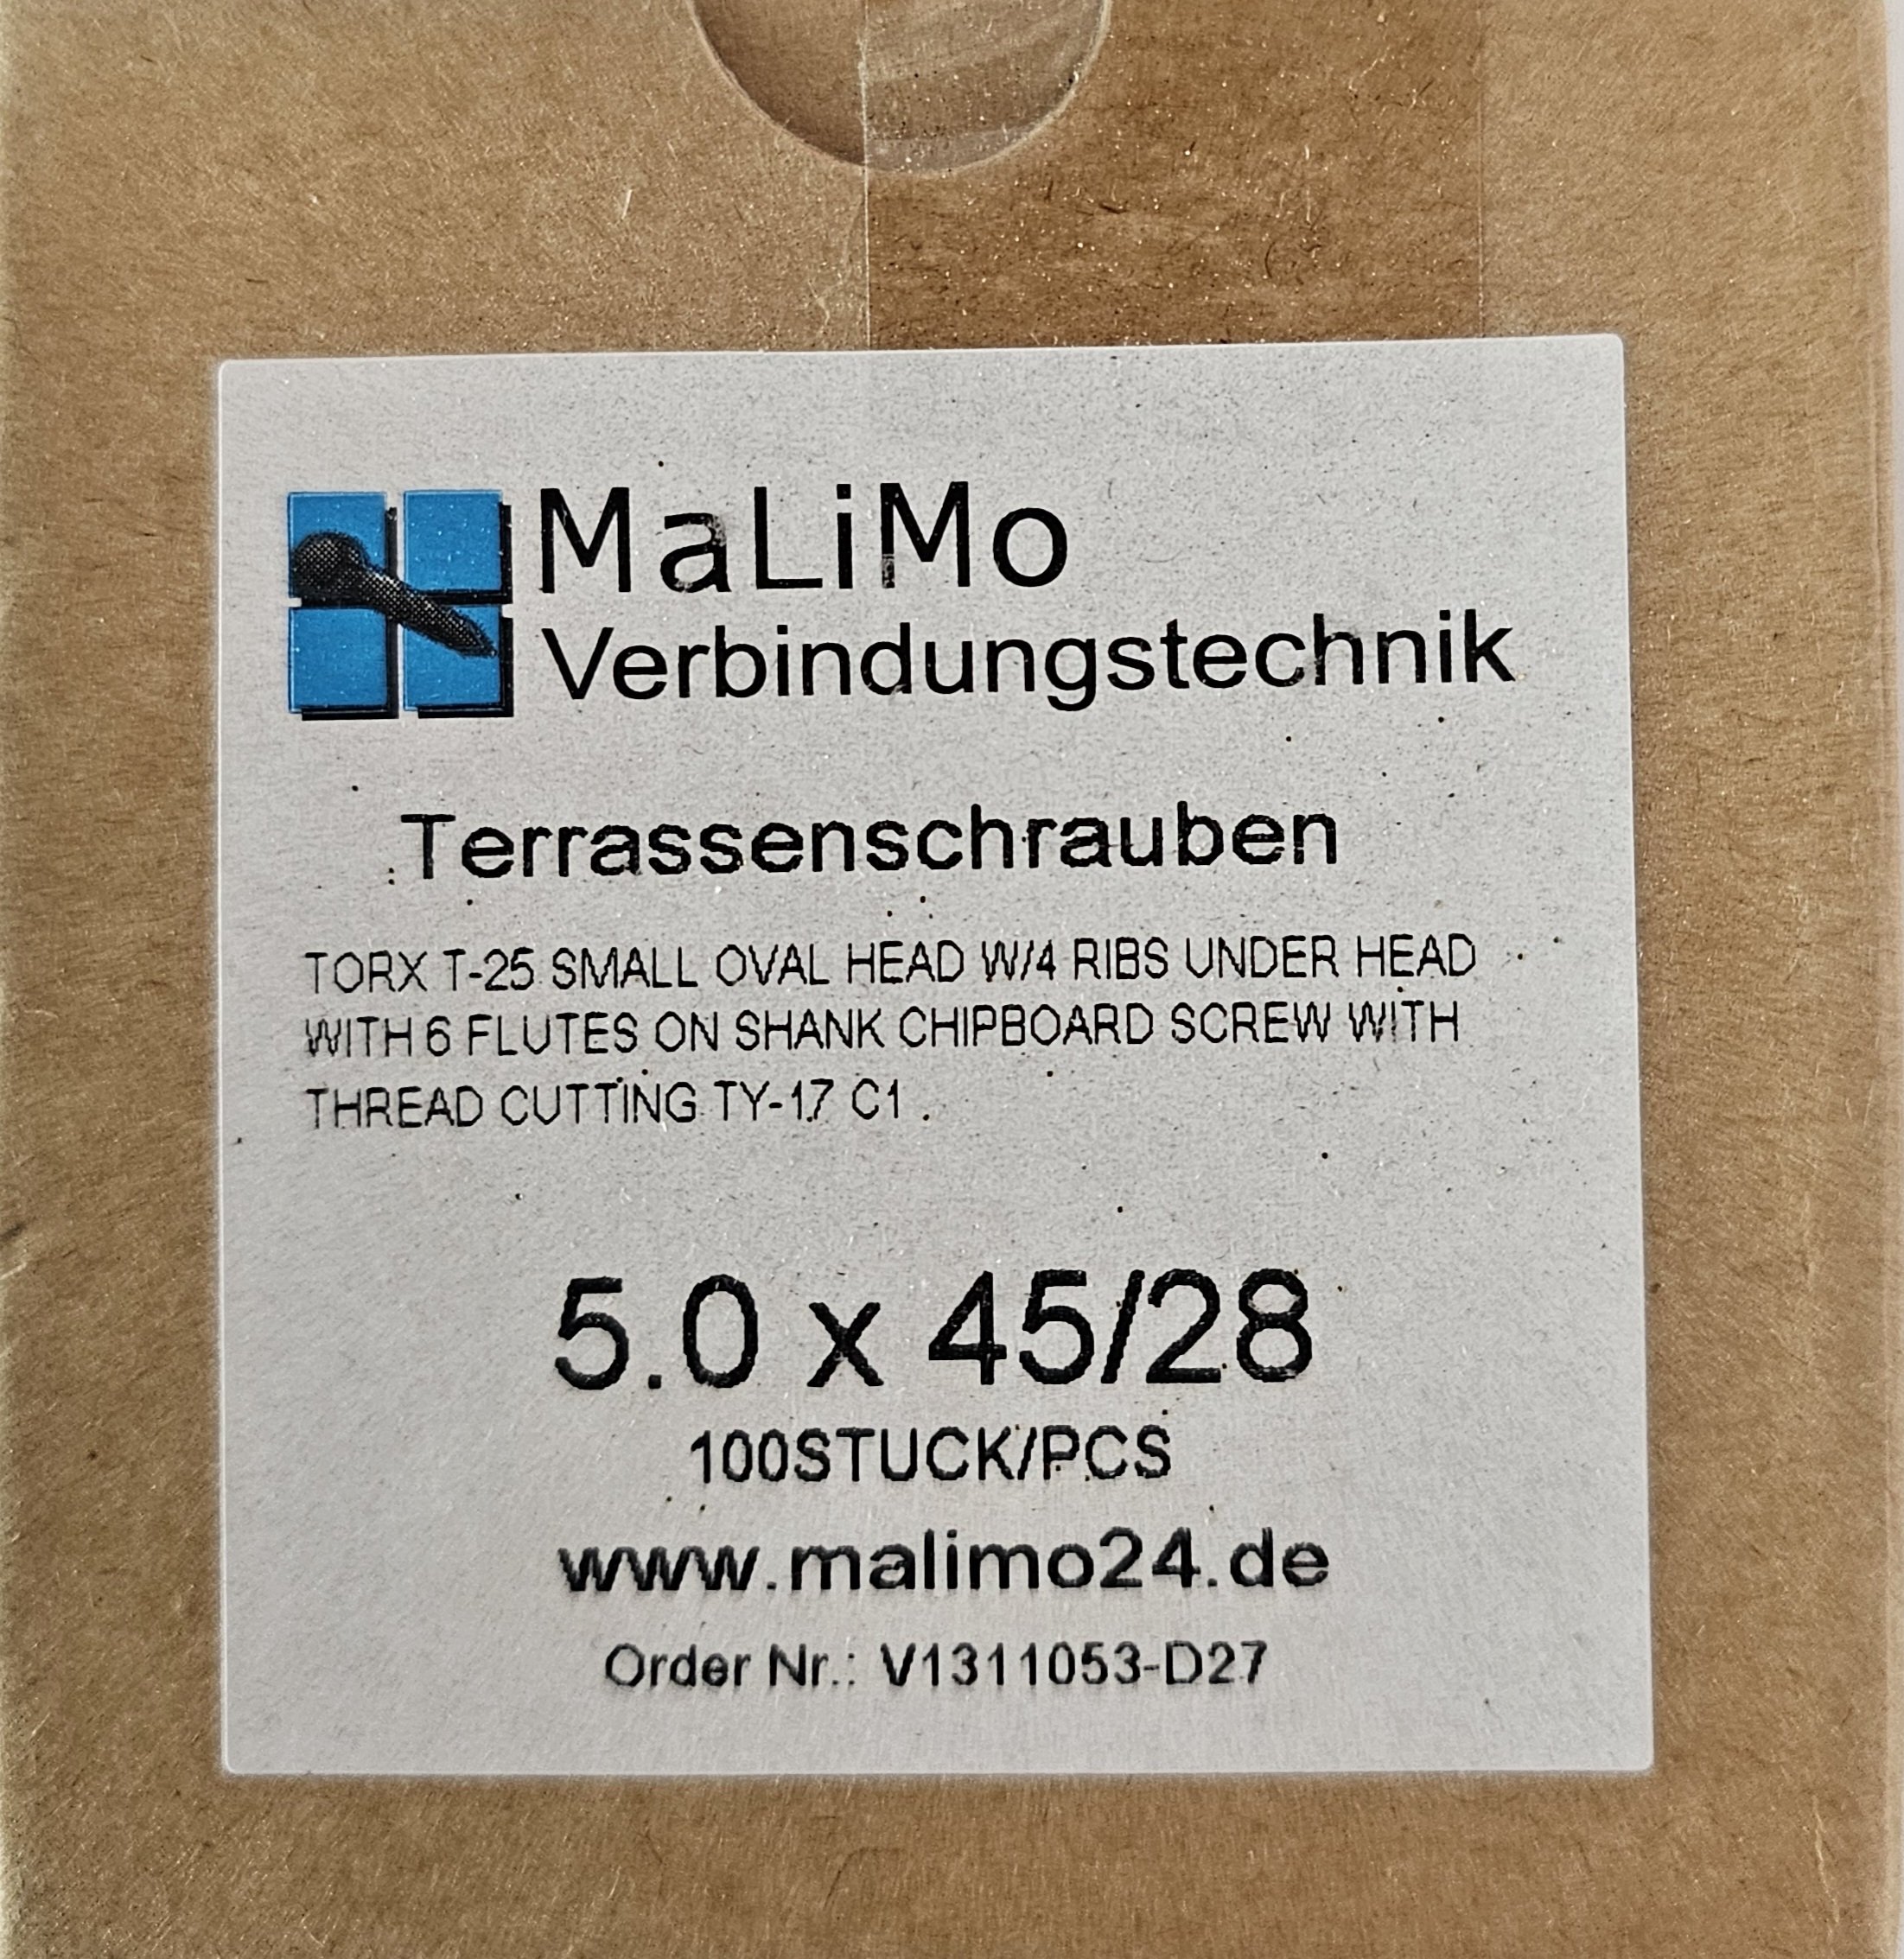 MaLiMo
Verbindungstechnik
Terrassenschrauben
TORX T-25 SMALL OVAL HEAD W/4 RIBS UNDER HEAD
WITH 6 FLUTES ON SHANK CHIPBOARD SCREW WITH
THREAD CUTTING TY-17 C1 .
5.0 x 45/28
100STUCK/PCS
www.malimo24.de
Order Nr.: V1311053-D27